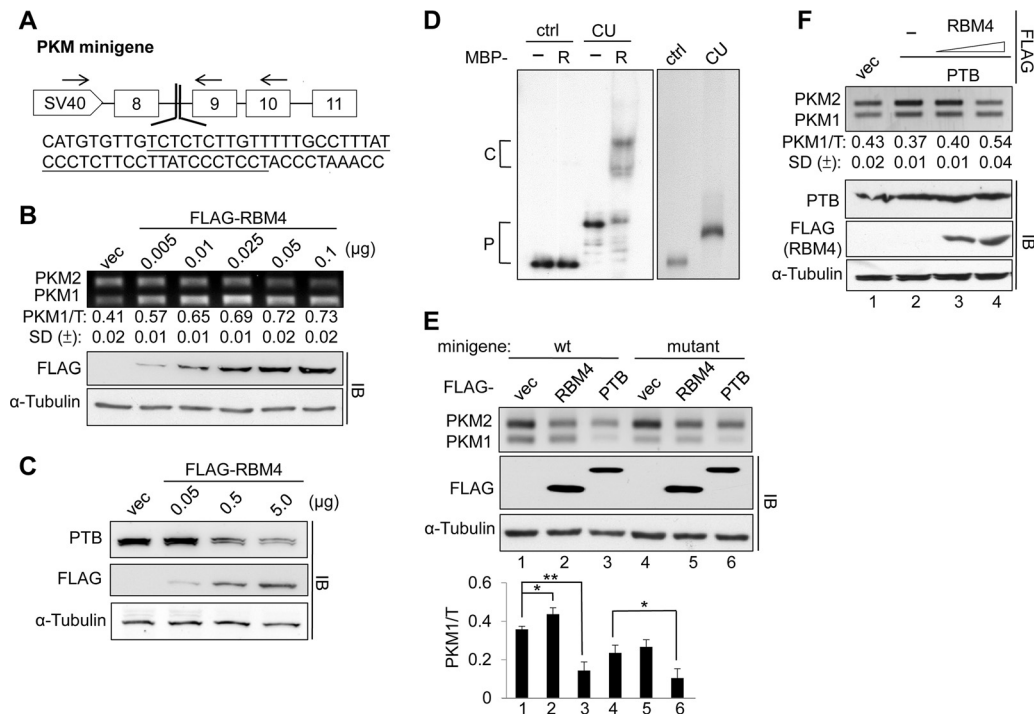 A
PKM minigene
SV40 8 9 10 11
CATGTGTTGTCTCTCTTGTTTTTGCCTTTAT
CCCTCTTCCTTATCCCTCCTACCCTAAACC
B
FLAG-RBM4
vec 0.005 0.01 0.025 0.05 0.1 (µg)
PKM2
PKM1
PKM1/T: 0.41 0.57 0.65 0.69 0.72 0.73
SD (±): 0.02 0.01 0.01 0.01 0.02 0.02
FLAG
α-Tubulin
IB
C
FLAG-RBM4
vec 0.05 0.5 5.0 (µg)
PTB
FLAG
α-Tubulin
IB
D
ctrl CU
MBP- – R – R ctrl CU
C
P
E
minigene: wt mutant
FLAG- vec RBM4 PTB vec RBM4 PTB
PKM2
PKM1
FLAG
α-Tubulin
IB
1 2 3 4 5 6
PKM1/T
0.6
0.4
0.2
0
** 
*
*
1 2 3 4 5 6
F
vec – RBM4 FLAG
PTB
PKM2
PKM1
PKM1/T: 0.43 0.37 0.40 0.54
SD (±): 0.02 0.01 0.01 0.04
PTB
FLAG
(RBM4)
α-Tubulin
IB
1 2 3 4